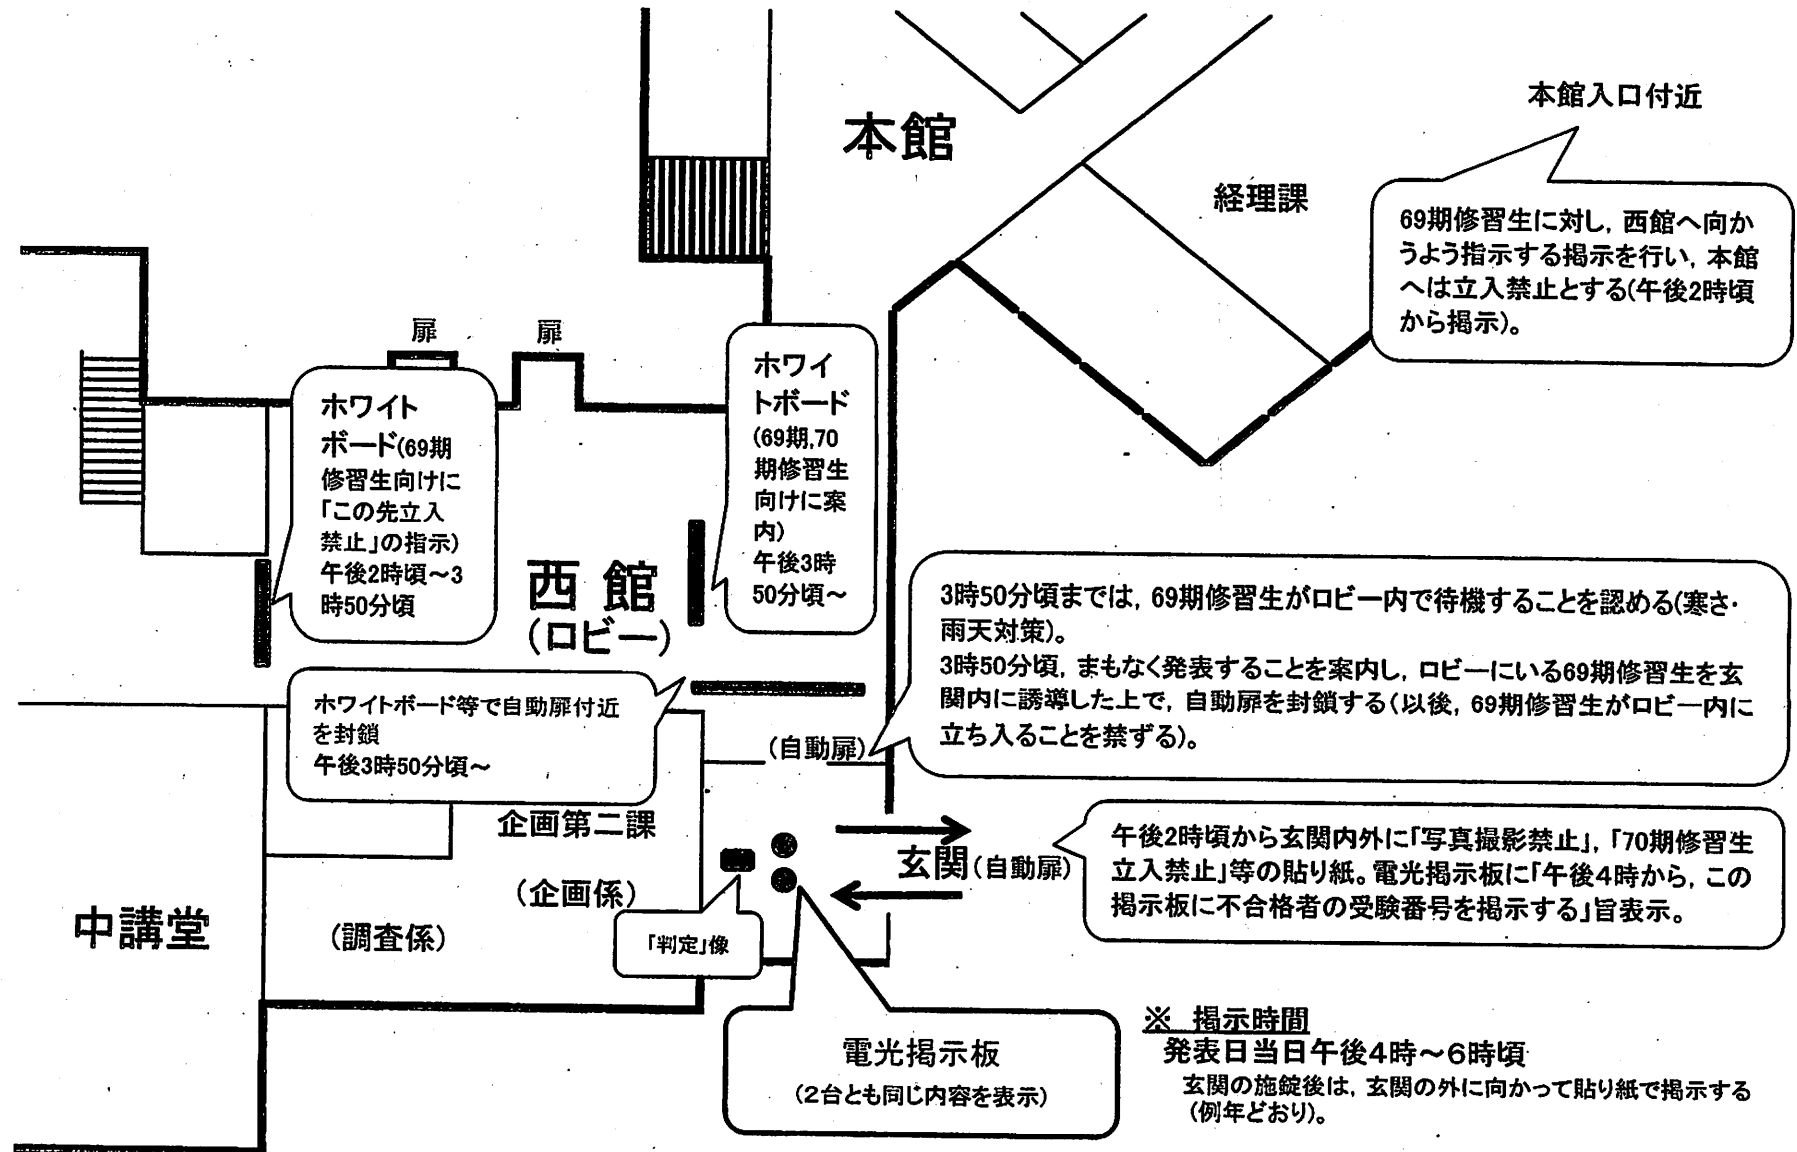 本館
本館入口付近
経理課
69期修習生に対し, 西館へ向か
うよう指示する掲示を行い, 本館
へは立入禁止とする(午後2時頃
から掲示)。
扉
扉
ホワイト
ボード(69期
修習生向けに
「この先立入
禁止」の指示)
午後2時頃～3
時50分頃
ホワイ
トボード
(69期,70
期修習生
向けに案
内)
午後3時
50分頃～
西 館
(ロビー)
3時50分頃までは, 69期修習生がロビー内で待機することを認める(寒さ・
雨天対策)。
3時50分頃, まもなく発表することを案内し, ロビーにいる69期修習生を玄
関内に誘導した上で, 自動扉を封鎖する(以後, 69期修習生がロビー内に
立ち入ることを禁ずる)。
ホワイトボード等で自動扉付近
を封鎖
午後3時50分頃～
(自動扉)
企画第二課
(企画係)
(調査係)
中講堂
玄関(自動扉)
午後2時頃から玄関内外に「写真撮影禁止」,「70期修習生
立入禁止」等の貼り紙。電光掲示板に「午後4時から, この
掲示板に不合格者の受験番号を掲示する」旨表示。
「判定」像
電光掲示板
(2台とも同じ内容を表示)
※ 掲示時間
発表日当日午後4時～6時頃
玄関の施錠後は, 玄関の外に向かって貼り紙で掲示する
(例年どおり)。